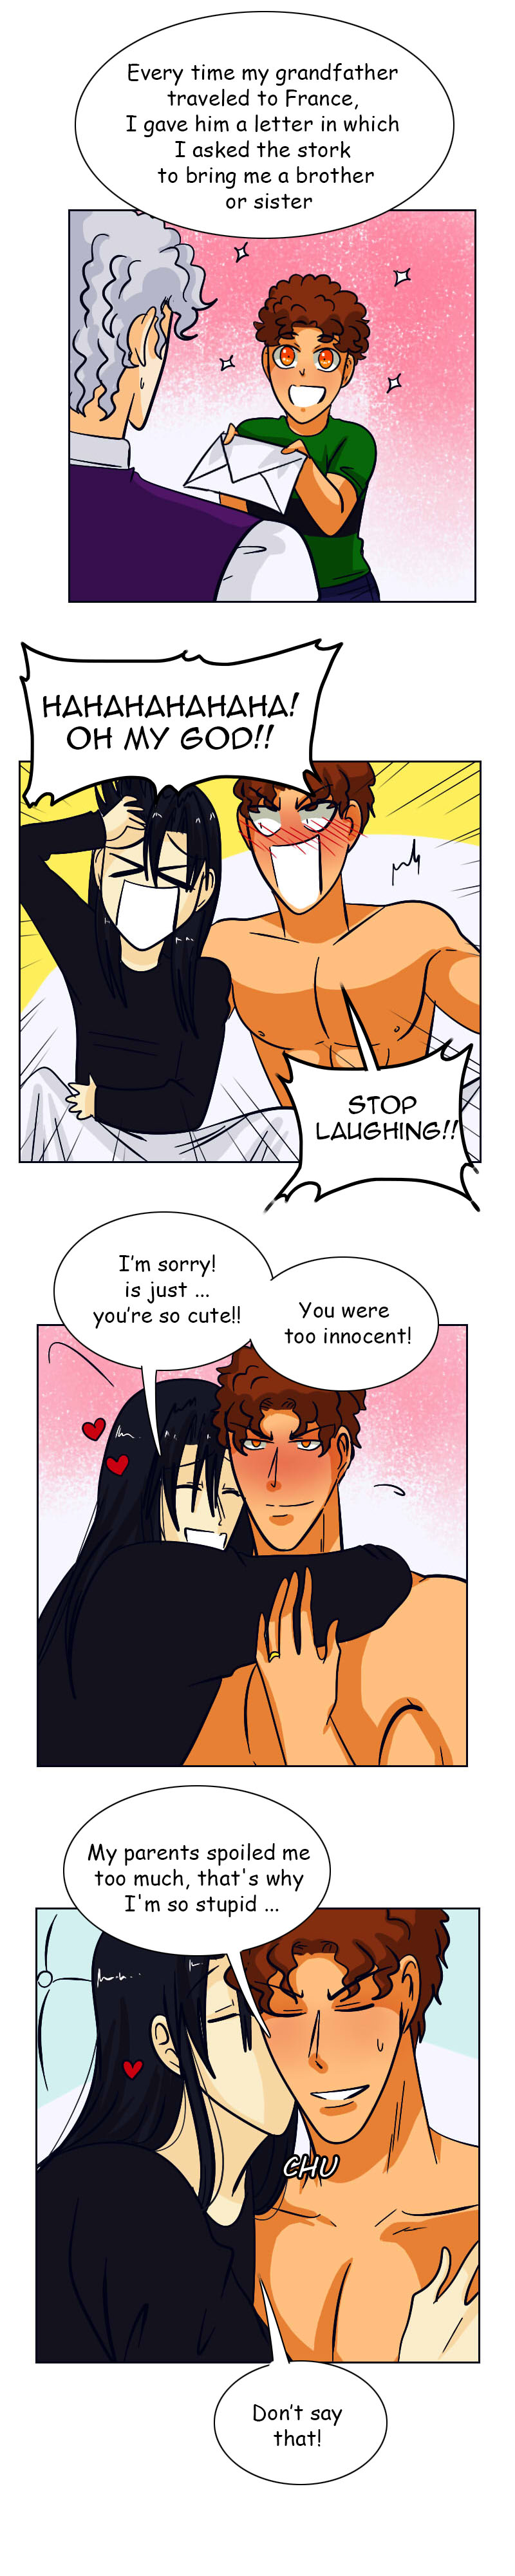 Every time my grandfather
traveled to France,
I gave him a letter in which
I asked the stork
to bring me a brother
or sister
HAHAHAHAHAHA!
OH MY GOD!!
STOP
LAUGHING!!
I'm sorry!
is just ...
you're so cute!!
You were
too innocent!
My parents spoiled me
too much, that's why
I'm so stupid ...
CHU
Don't say
that!